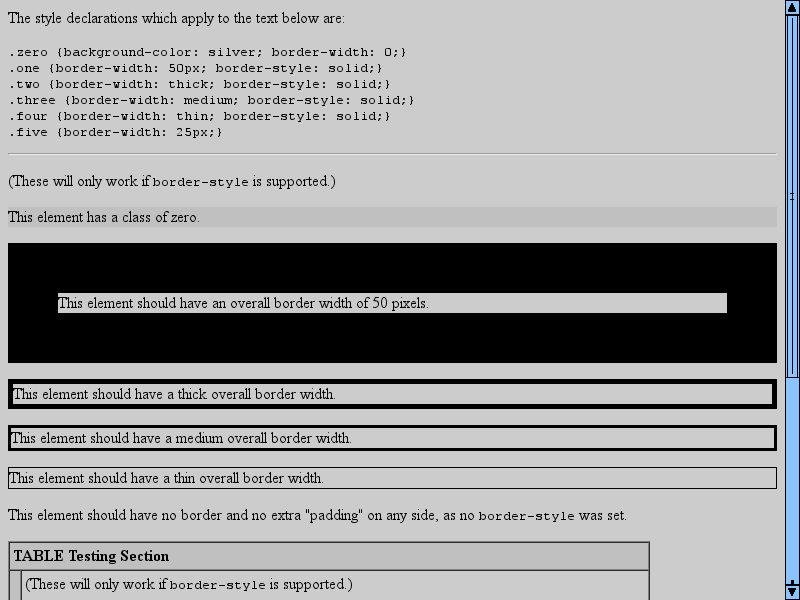 The style declarations which apply to the text below are:
.zero {background-color: silver; border-width: 0;}
.one {border-width: 50px; border-style: solid;}
.two {border-width: thick; border-style: solid;}
.three {border-width: medium; border-style: solid;}
.four {border-width: thin; border-style: solid;}
.five {border-width: 25px;}
(These will only work if border-style is supported.)
This element has a class of zero.
This element should have an overall border width of 50 pixels.
This element should have a thick overall border width.
This element should have a medium overall border width.
This element should have a thin overall border width.
This element should have no border and no extra "padding" on any side, as no border-style was set.
TABLE Testing Section
(These will only work if border-style is supported.)